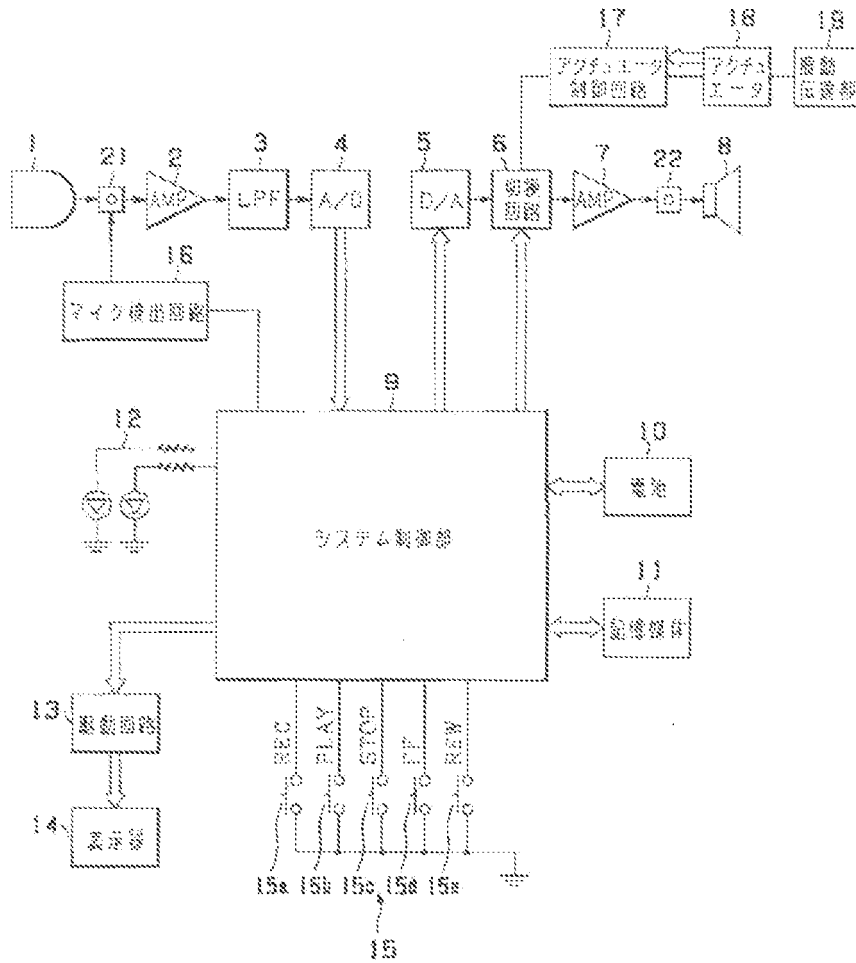 17
18
19
アクチュエータ
制御回路
アクチュ
エータ
振動
伝達部
1
21
2
3
4
5
6
7
22
8
AMP
LPF
A/D
D/A
切換
回路
AMP
16
マイク検出回路
9
12
10
電池
システム制御部
11
記憶媒体
13
駆動回路
REC
PLAY
STOP
FF
REW
14
表示器
15a
15b
15c
15d
15e
15